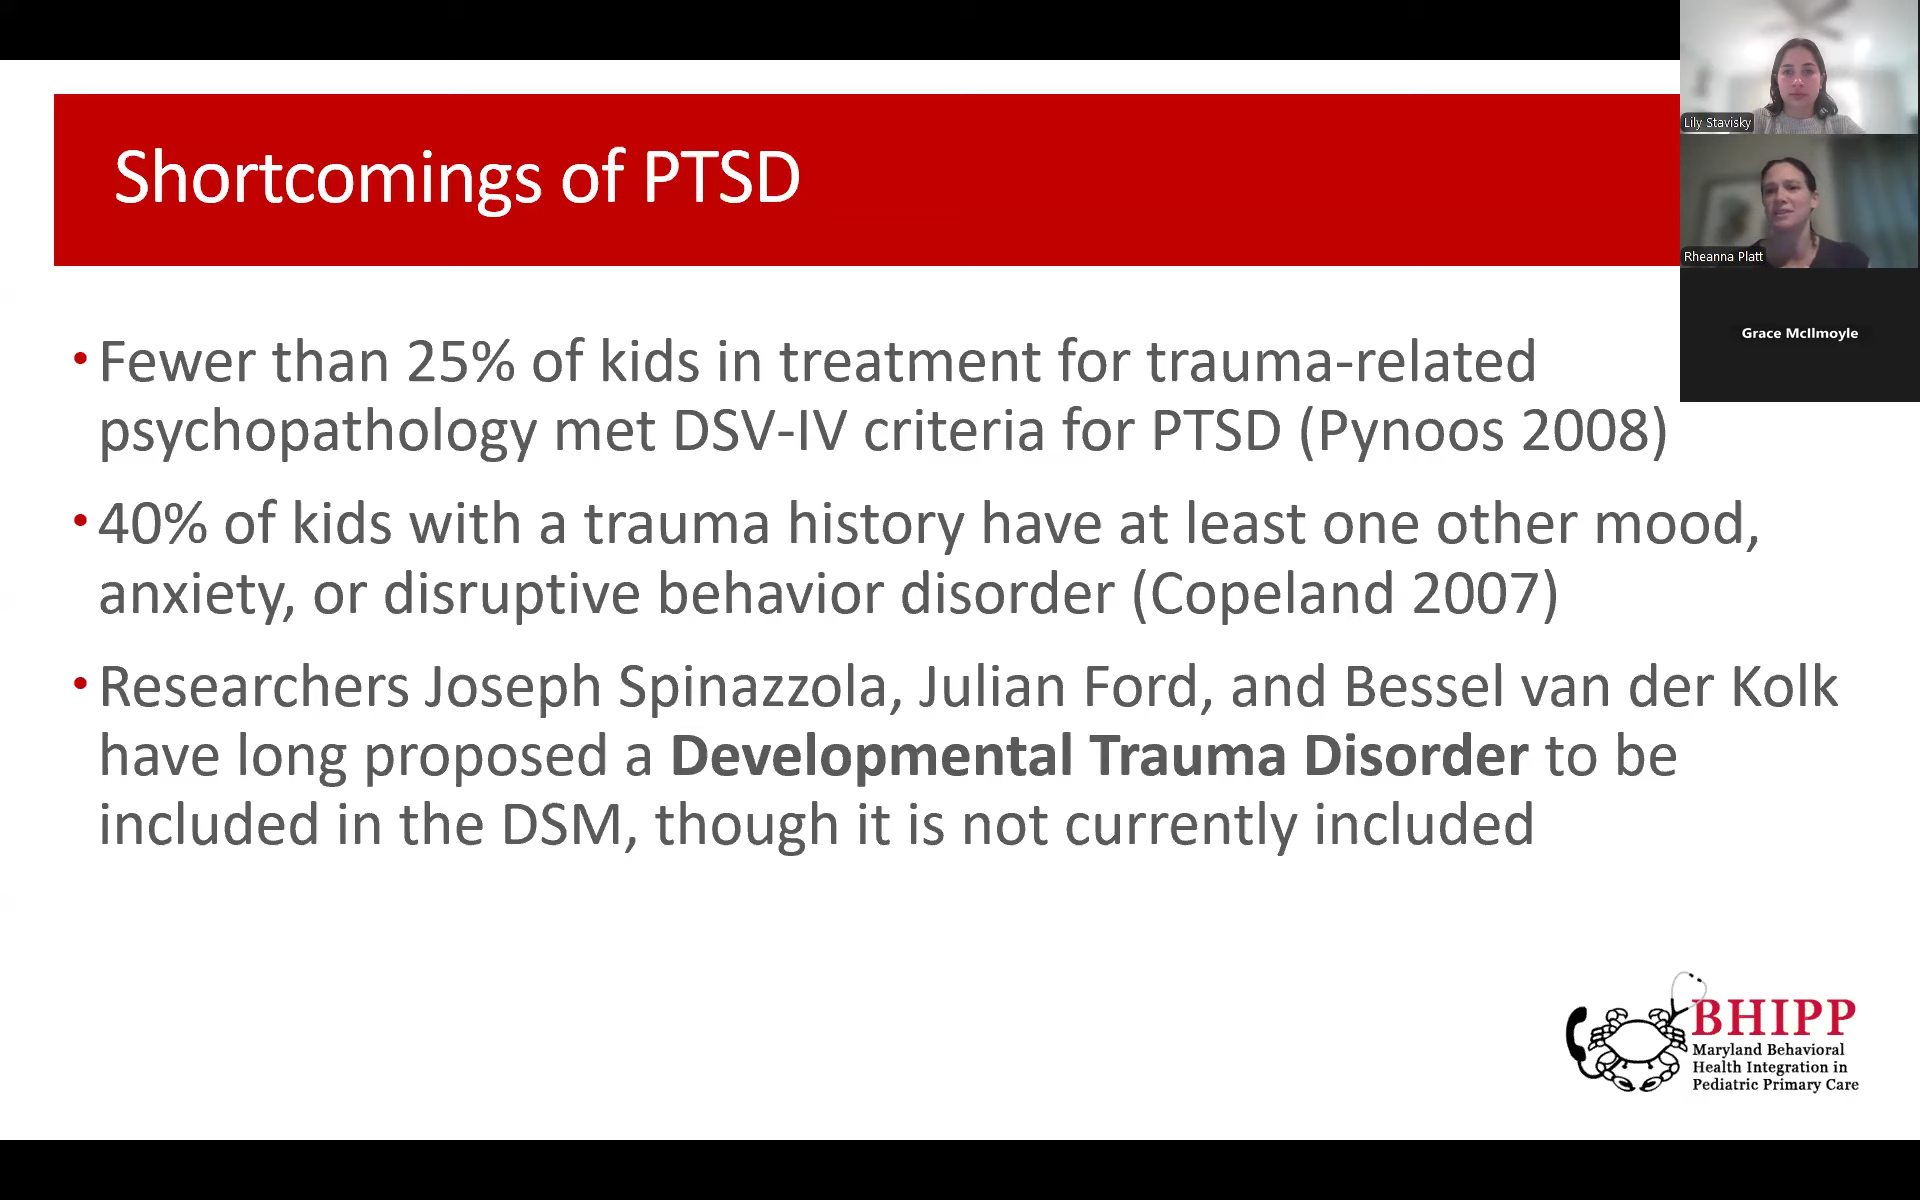 Shortcomings of PTSD
• Fewer than 25% of kids in treatment for trauma-related
psychopathology met DSV-IV criteria for PTSD (Pynoos 2008)
• 40% of kids with a trauma history have at least one other mood,
anxiety, or disruptive behavior disorder (Copeland 2007)
• Researchers Joseph Spinazzola, Julian Ford, and Bessel van der Kolk
have long proposed a Developmental Trauma Disorder to be
included in the DSM, though it is not currently included
BHIPP
Maryland Behavioral
Health Integration in
Pediatric Primary Care
Lily Stavisky
Rheanna Platt
Grace McIlmoyle